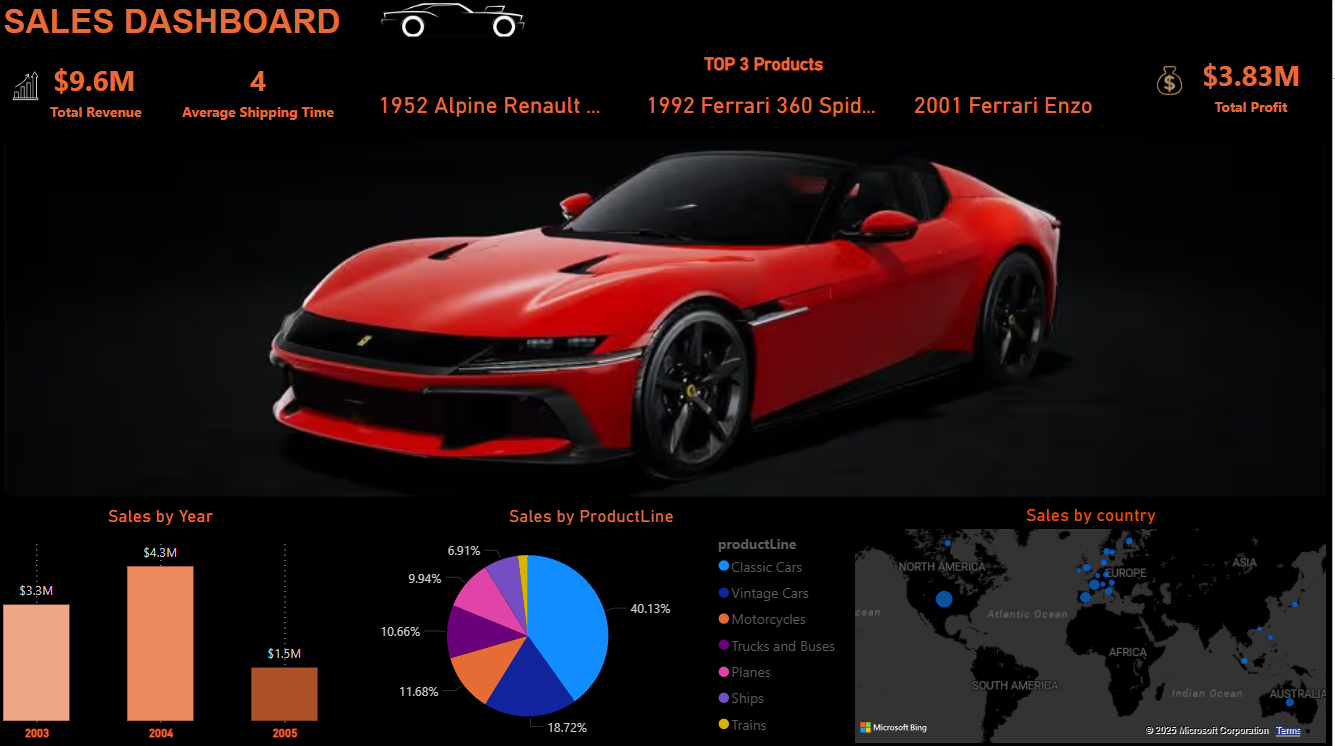 SALES DASHBOARD
$9.6M
Total Revenue
4
Average Shipping Time
TOP 3 Products
1952 Alpine Renault ...
1992 Ferrari 360 Spid...
2001 Ferrari Enzo
$3.83M
Total Profit
Sales by Year
$3.3M
$4.3M
$1.5M
2003
2004
2005
Sales by ProductLine
6.91%
9.94%
10.66%
11.68%
18.72%
40.13%
productLine
Classic Cars
Vintage Cars
Motorcycles
Trucks and Buses
Planes
Ships
Trains
Sales by country
NORTH AMERICA
EUROPE
ASIA
cean
Atlantic Ocean
AFRICA
SOUTH AMERICA
Indian Ocean
AUSTRALIA
Microsoft Bing
© 2025 Microsoft Corporation Terms